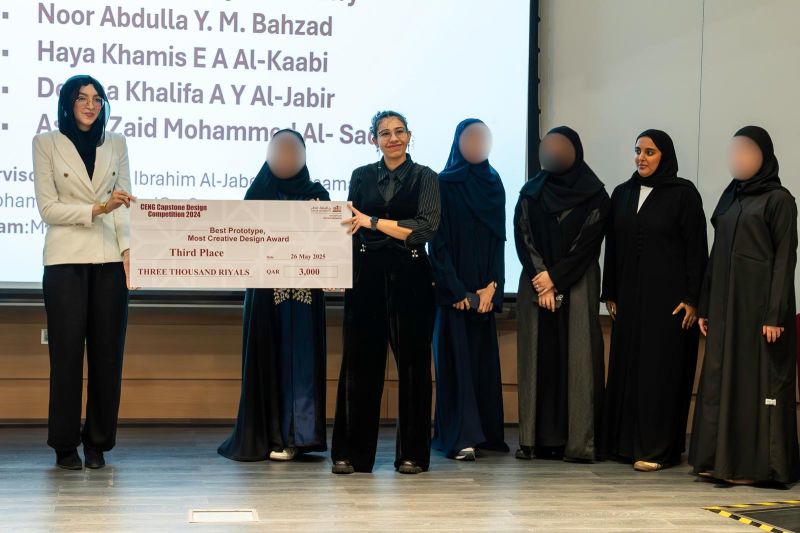 Noor Abdulla Y. M. Bahzad
Haya Khamis E A Al-Kaabi
Khalifa A Y Al-Jabir
Zaid Mohammed Al-
Ibrahim Al-
CENG Capstone Design
Competition 2024
Best Prototype,
Most Creative Design Award
Third Place
Date
26 May 2025
THREE THOUSAND RIYALS
QAR
3,000